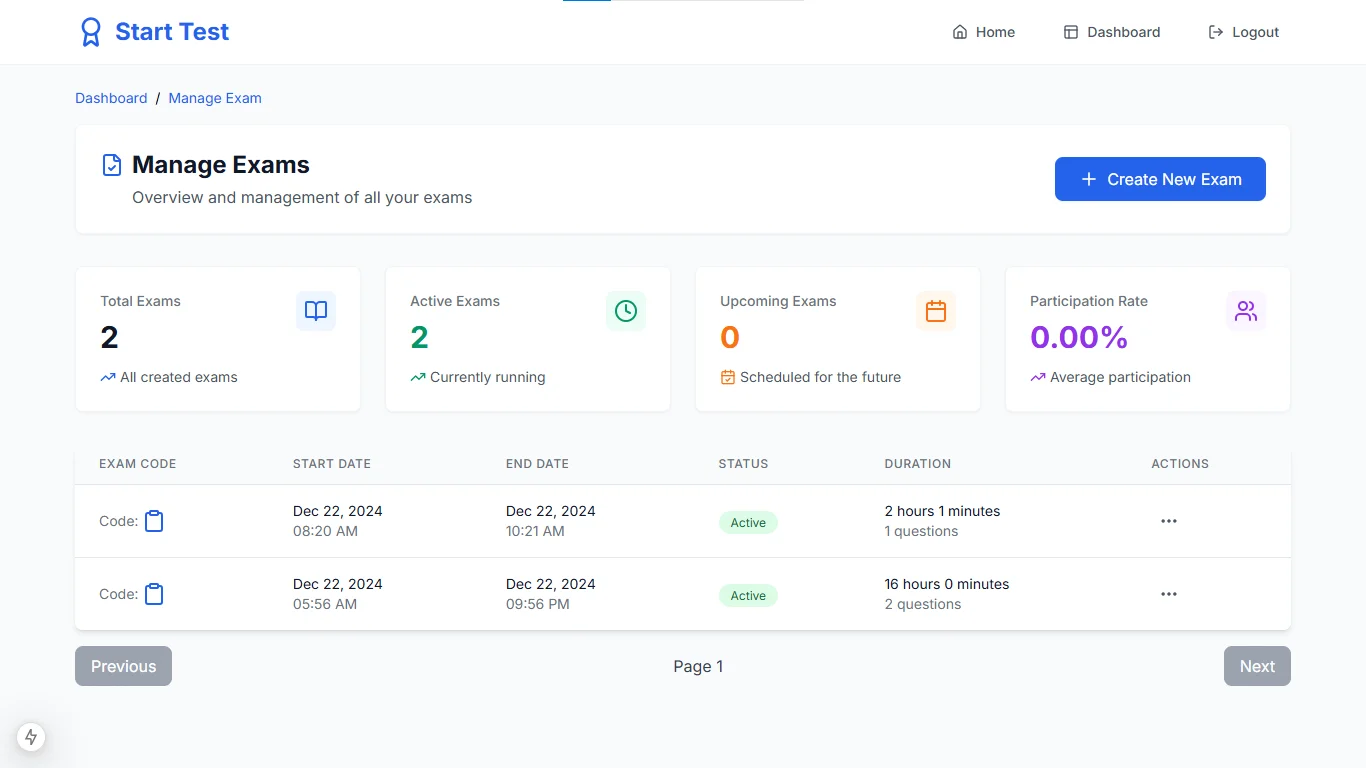 Start Test
Home Dashboard Logout
Dashboard / Manage Exam
Manage Exams
Overview and management of all your exams
Create New Exam
Total Exams
2
All created exams
Active Exams
2
Currently running
Upcoming Exams
0
Scheduled for the future
Participation Rate
0.00%
Average participation
EXAM CODE START DATE END DATE STATUS DURATION ACTIONS
Code: Dec 22, 2024 08:20 AM Dec 22, 2024 10:21 AM Active 2 hours 1 minutes 1 questions
Code: Dec 22, 2024 05:56 AM Dec 22, 2024 09:56 PM Active 16 hours 0 minutes 2 questions
Previous Page 1 Next